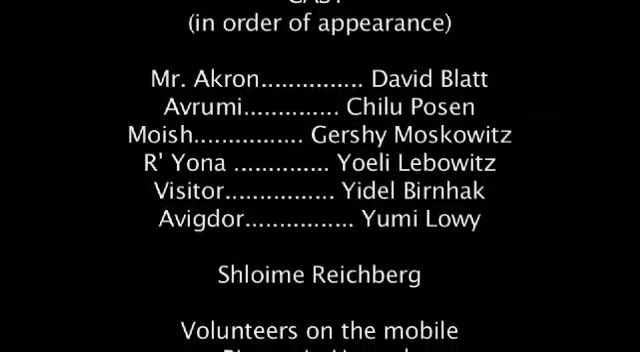 CAST
(in order of appearance)
Mr. Akron............... David Blatt
Avrumi.............. Chilu Posen
Moish................ Gershy Moskowitz
R’ Yona .............. Yoeli Lebowitz
Visitor................ Yidel Birnhak
Avigdor................ Yumi Lowy
Shloime Reichberg
Volunteers on the mobile